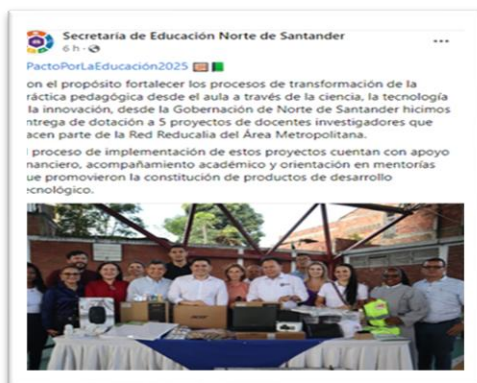 Secretaría de Educación Norte de Santander
6 h ·
PactoPorLaEducación2025
on el propósito fortalecer los procesos de transformación de la
ráctica pedagógica desde el aula a través de la ciencia, la tecnología
la innovación, desde la Gobernación de Norte de Santander hicimos
ntrega de dotación a 5 proyectos de docentes investigadores que
acen parte de la Red Reducalia del Área Metropolitana.
proceso de implementación de estos proyectos cuentan con apoyo
nanciero, acompañamiento académico y orientación en mentorías
ue promovieron la constitución de productos de desarrollo
ecnológico.
acer